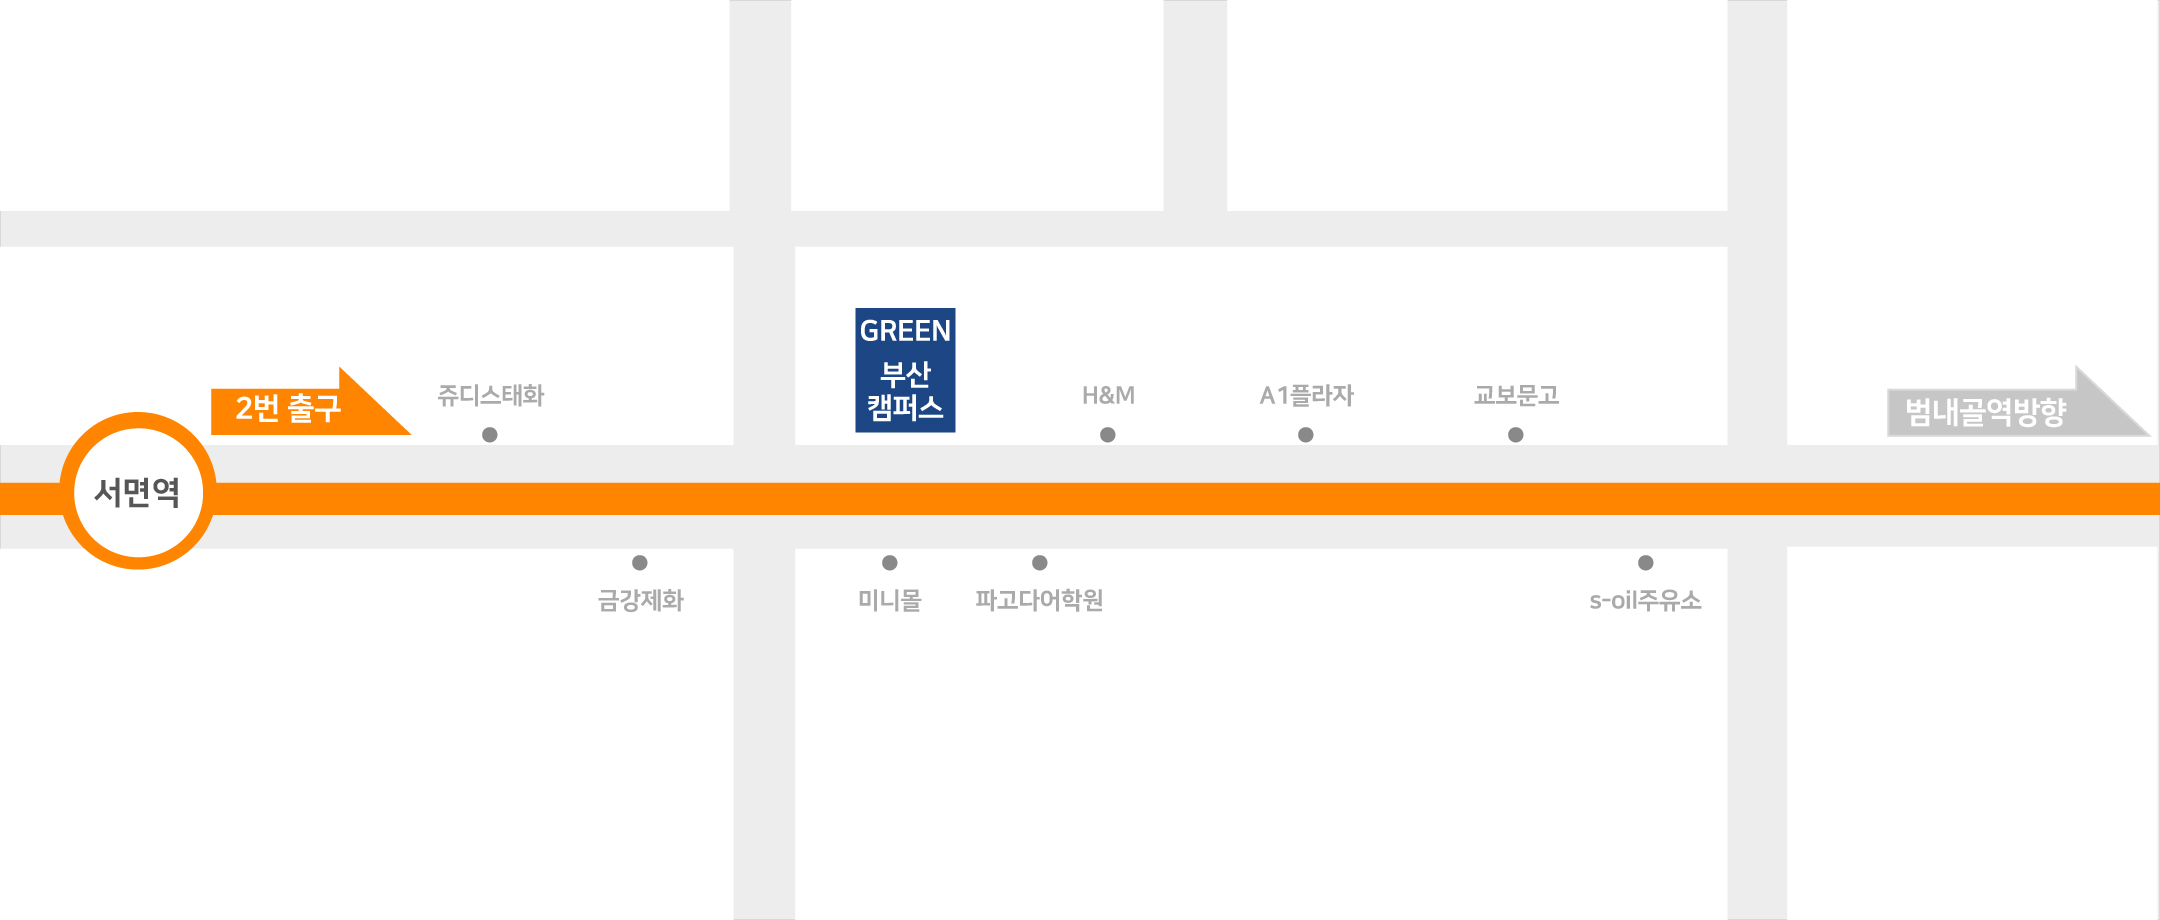 GREEN
부산
캠퍼스
2번 출구
쥬디스태화
H&M
A1플라자
교보문고
범내골역방향
서면역
금강제화
미니몰
파고다어학원
s-oil주유소